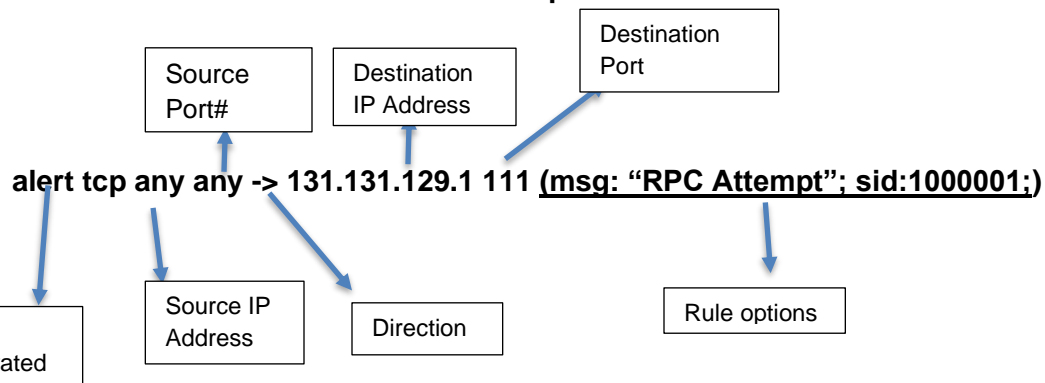 Destination
Port
Source
Port#
Destination
IP Address
alert tcp any any -> 131.131.129.1 111 (msg: “RPC Attempt”; sid:1000001;)
Source IP
Address
Direction
Rule options